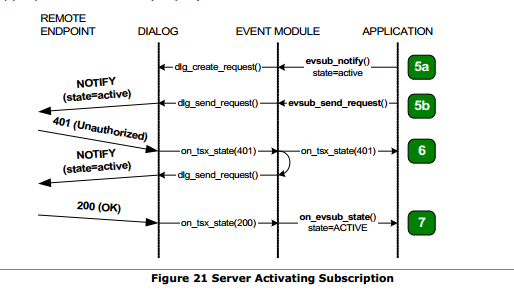 REMOTE
ENDPOINT
DIALOG
EVENT MODULE
APPLICATION
dlg_create_request()
evsub_notify()
state=active
5a
NOTIFY
(state=active)
dlg_send_request()
evsub_send_request()
5b
401 (Unauthorized)
on_tsx_state(401)
on_tsx_state(401)
6
NOTIFY
(state=active)
dlg_send_request()
200 (OK)
on_tsx_state(200)
on_evsub_state()
state=ACTIVE
7
Figure 21 Server Activating Subscription